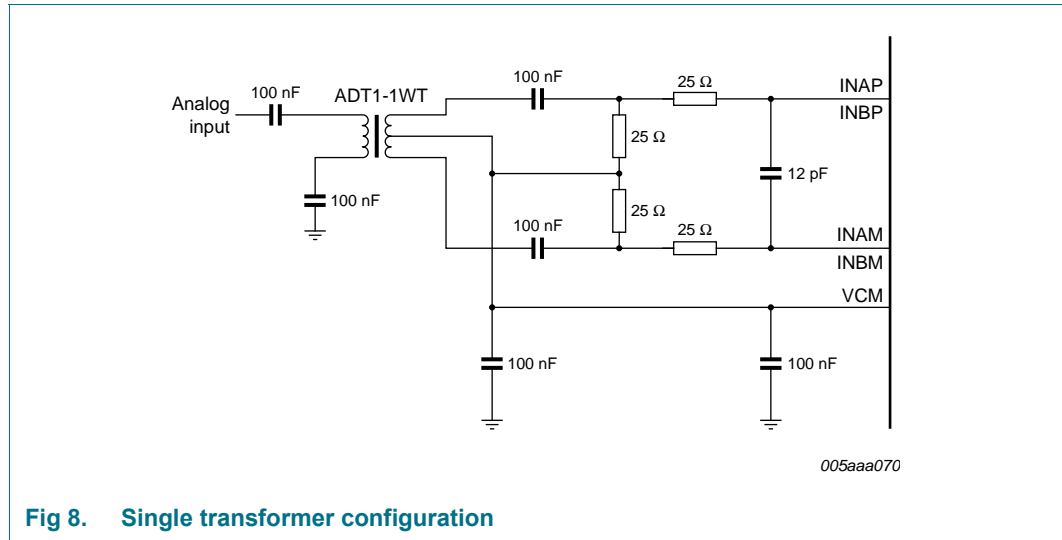 100 nF
ADT1-1WT
100 nF
25 Ω
INAP
INBP
Analog
input
25 Ω
12 pF
100 nF
25 Ω
100 nF
25 Ω
INAM
INBM
VCM
100 nF
100 nF
005aaa070
Fig 8. Single transformer configuration